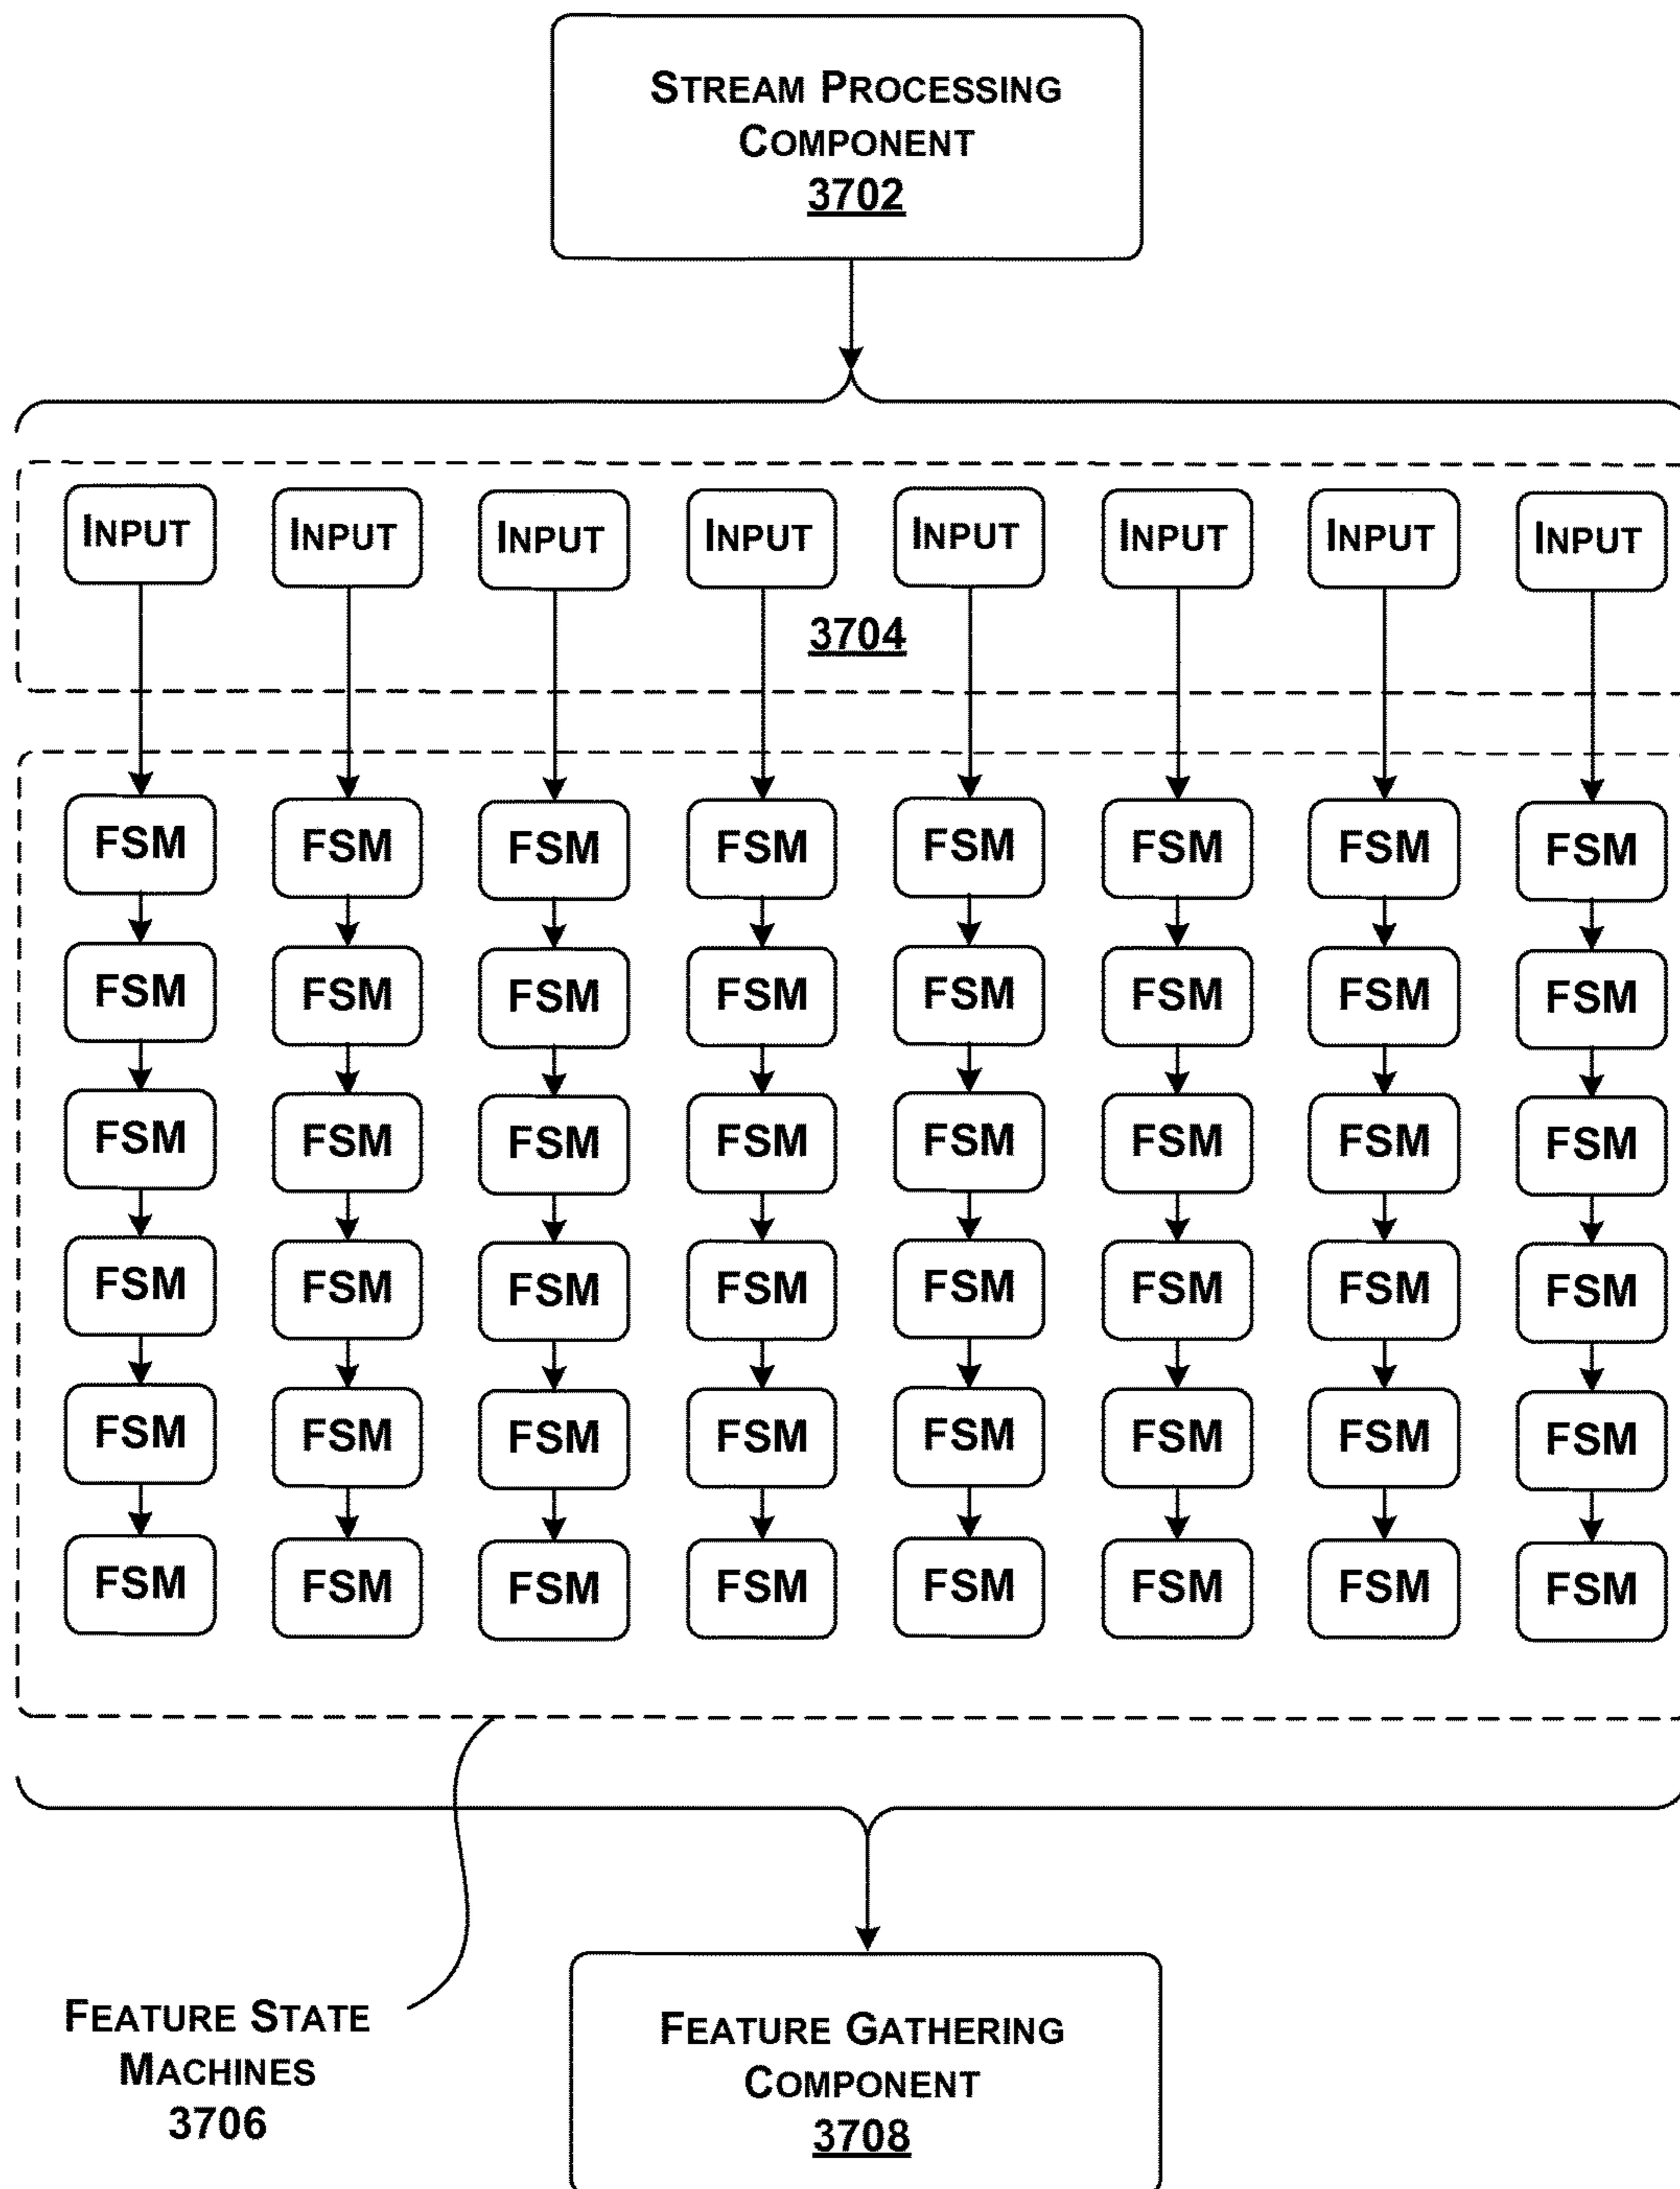 STREAM PROCESSING
COMPONENT
3702
INPUT INPUT INPUT INPUT INPUT INPUT INPUT INPUT
3704
FSM FSM FSM FSM FSM FSM FSM FSM
FSM FSM FSM FSM FSM FSM FSM FSM
FSM FSM FSM FSM FSM FSM FSM FSM
FSM FSM FSM FSM FSM FSM FSM FSM
FSM FSM FSM FSM FSM FSM FSM FSM
FSM FSM FSM FSM FSM FSM FSM FSM
FEATURE STATE
MACHINES
3706
FEATURE GATHERING
COMPONENT
3708